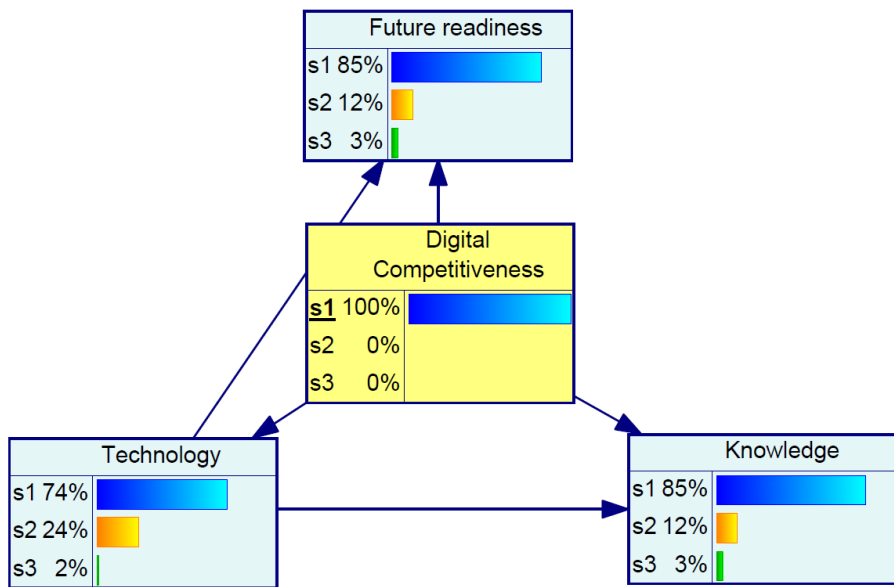 Future readiness
s1 85%
s2 12%
s3 3%
Digital
Competitiveness
s1 100%
s2 0%
s3 0%
Technology
s1 74%
s2 24%
s3 2%
Knowledge
s1 85%
s2 12%
s3 3%